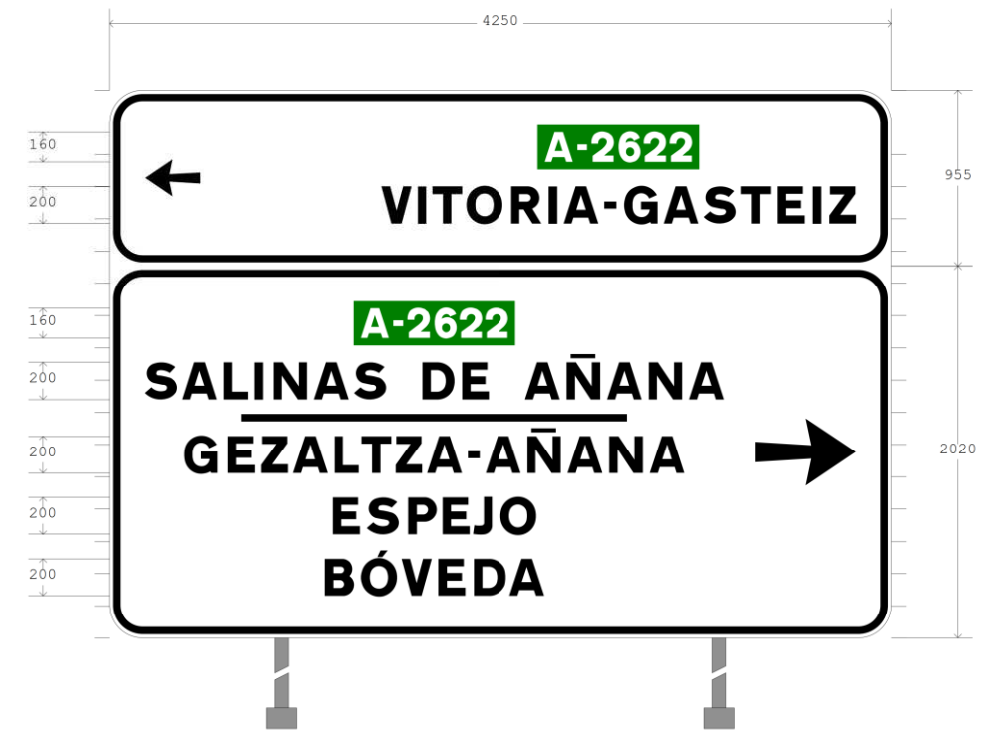 4250
A-2622
160
955
200
VITORIA-GASTEIZ
A-2622
160
SALINAS DE AÑANA
200
GEZALTZA-AÑANA
200
2020
ESPEJO
200
BÓVEDA
200